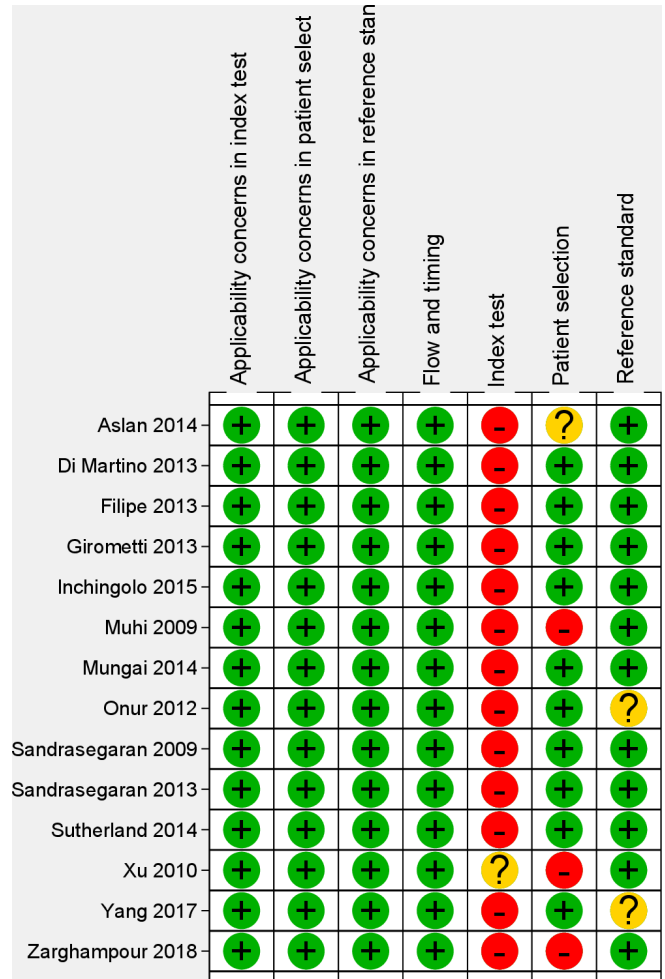 Applicability concerns in index test
Applicability concerns in patient select
Applicability concerns in reference stan
Flow and timing
Index test
Patient selection
Reference standard
Aslan 2014 + + + + - ? +
Di Martino 2013 + + + + - + +
Filipe 2013 + + + + - + +
Girometti 2013 + + + + - + +
Inchingolo 2015 + + + + - + +
Muhi 2009 + + + + - - +
Mungai 2014 + + + + - + +
Onur 2012 + + + + - + ?
Sandrasegaran 2009 + + + + - + +
Sandrasegaran 2013 + + + + - + +
Sutherland 2014 + + + + - + +
Xu 2010 + + + + ? - +
Yang 2017 + + + + - + ?
Zarghampour 2018 + + + + - - +